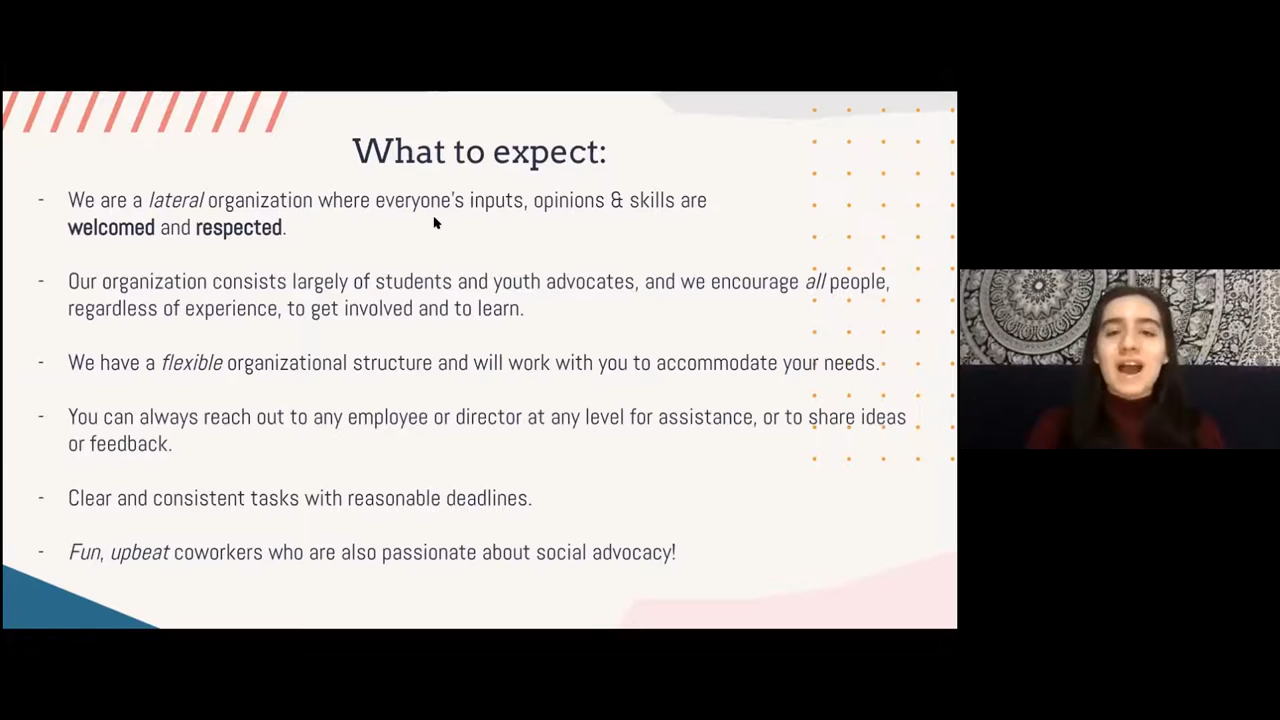 What to expect:
- We are a lateral organization where everyone's inputs, opinions & skills are
welcomed and respected.
- Our organization consists largely of students and youth advocates, and we encourage all people,
regardless of experience, to get involved and to learn.
- We have a flexible organizational structure and will work with you to accommodate your needs.
- You can always reach out to any employee or director at any level for assistance, or to share ideas
or feedback.
- Clear and consistent tasks with reasonable deadlines.
- Fun, upbeat coworkers who are also passionate about social advocacy!